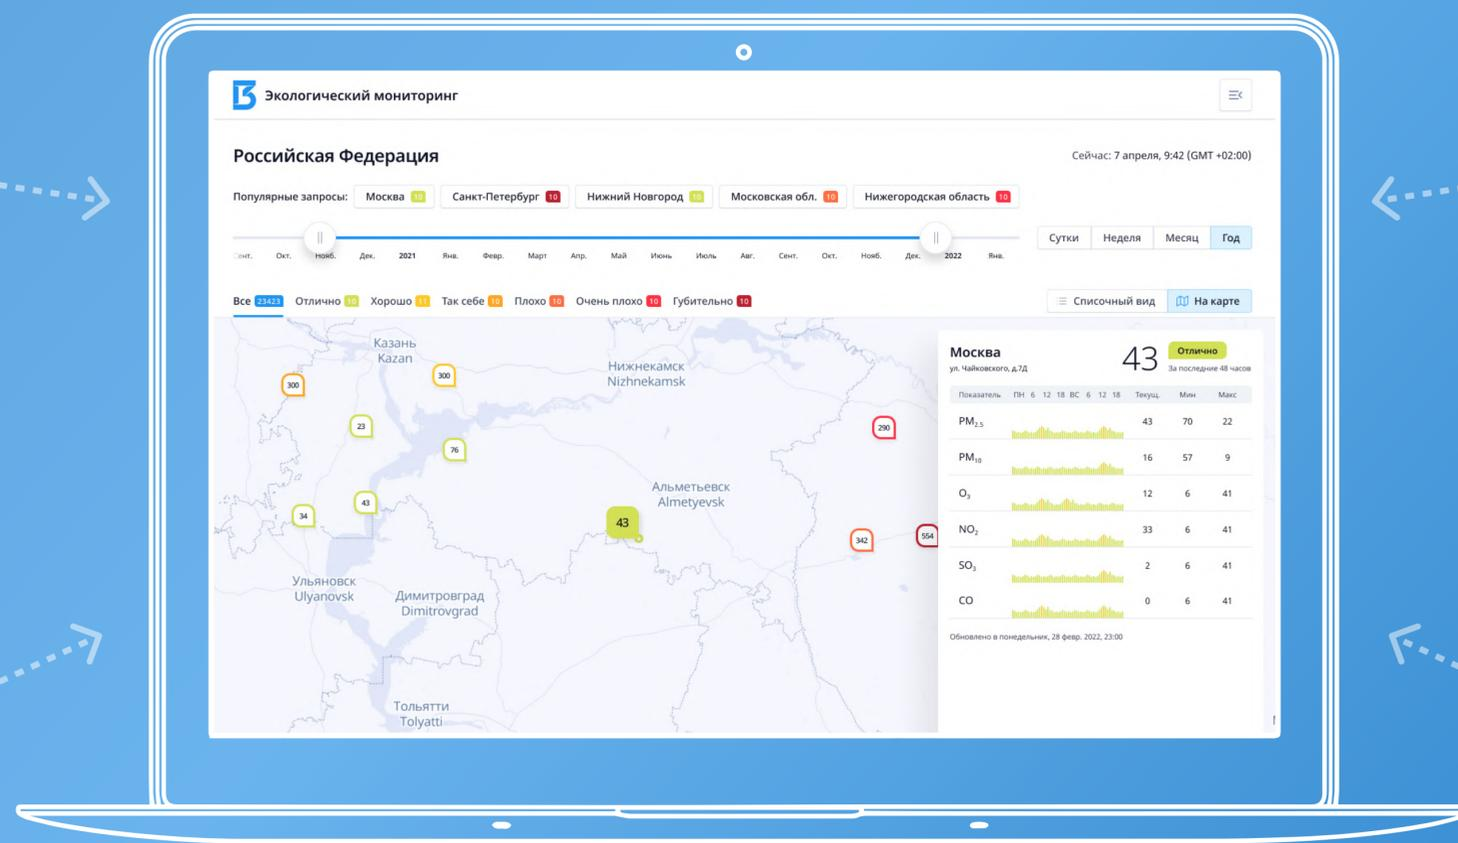 Экологический мониторинг
Российская Федерация
Сейчас: 7 апреля, 9:42 (GMT +02:00)
Популярные запросы: Москва 10 Санкт-Петербург 10 Нижний Новгород 10 Московская обл. 10 Нижегородская область 10
Сент. Окт. Нояб. Дек. 2021 Янв. Февр. Март Апр. Май Июнь Июль Авг. Сент. Окт. Нояб. Дек. 2022 Янв.
Сутки Неделя Месяц Год
Все 23423 Отлично 10 Хорошо 11 Так себе 10 Плохо 10 Очень плохо 10 Губительно 10
Списочный вид На карте
Казань
Kazan
300
300
Нижнекамск
Nizhnekamsk
23
76
290
Альметьевск
Almetyevsk
43
34
43
342
554
Ульяновск
Ulyanovsk
Димитровград
Dimitrovgrad
Тольятти
Tolyatti
Москва
ул. Чайковского, д.7Д
43
Отлично
За последние 48 часов
Показатель ПН 6 12 18 ВС 6 12 18 Текущ. Мин Макс
PM2.5 43 70 22
PM10 16 57 9
O3 12 6 41
NO2 33 6 41
SO3 2 6 41
CO 0 6 41
Обновлено в понедельник, 28 февр. 2022, 23:00